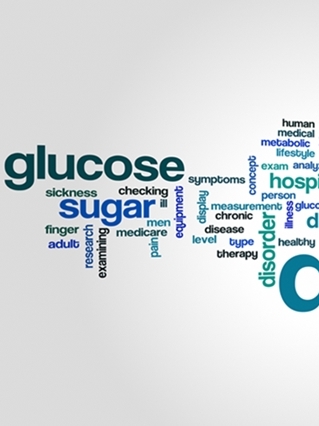 human
medical
metabolic
lifestyle
exam analy
concept
glucose
symptoms
hospi
sickness
checking
person
sugar
ill
equipment
display
measurement
illness
gluco
chronic
d
men
finger
medicare
disease
disorder
adult
research
examining
pain
level
type
healthy
therapy